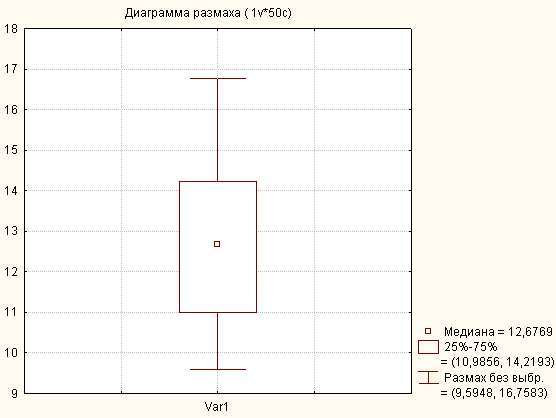 Диаграмма размаха ( 1v*50c)
18
17
16
15
14
13
12
11
10
9
Var1
Медиана = 12,6769
25%-75%
= (10,9856, 14,2193)
Размах без выбр.
= (9,5948, 16,7583)